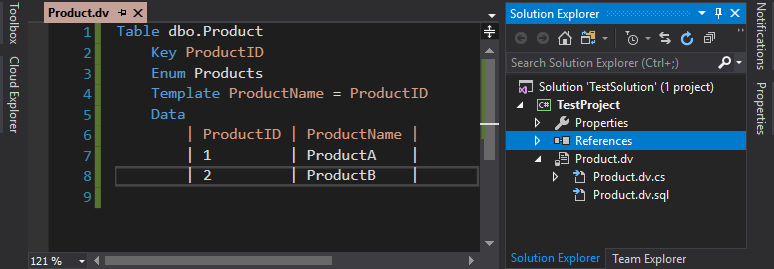 Toolbox
Cloud Explorer
Product.dv
1 Table dbo.Product
2 Key ProductID
3 Enum Products
4 Template ProductName = ProductID
5 Data
6 | ProductID | ProductName |
7 | 1 | ProductA |
8 | 2 | ProductB |
9
121 %
Solution Explorer
Search Solution Explorer (Ctrl+;)
Solution 'TestSolution' (1 project)
C# TestProject
Properties
References
Product.dv
Product.dv.cs
Product.dv.sql
Solution Explorer Team Explorer
Notifications
Properties